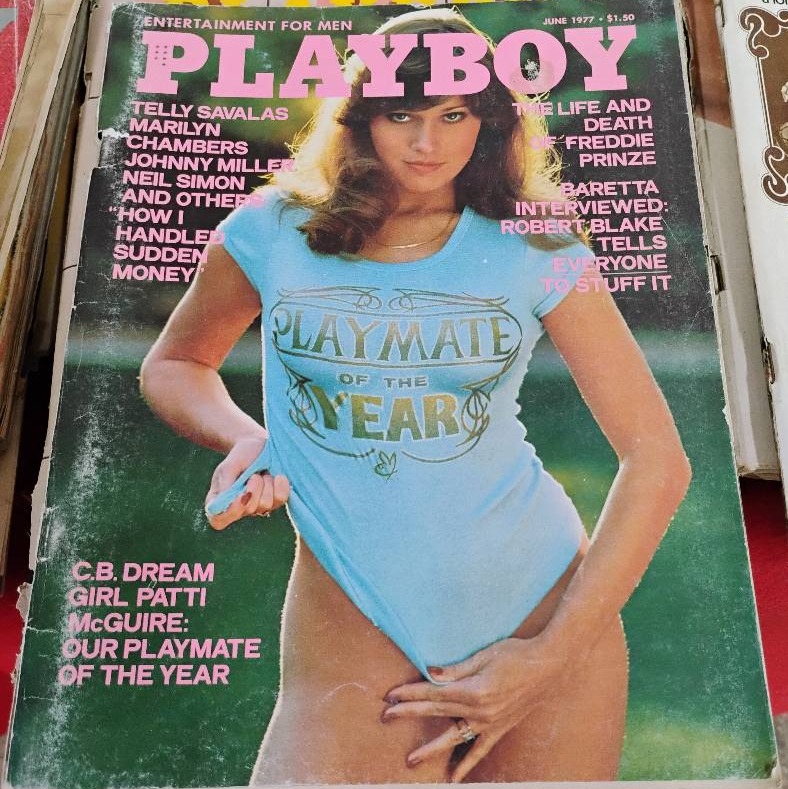 ENTERTAINMENT FOR MEN
JUNE 1977 • $1.50
PLAYBOY
TELLY SAVALAS
MARILYN
CHAMBERS
JOHNNY MILLER
NEIL SIMON
AND OTHERS
"HOW I
HANDLED
SUDDEN
MONEY"
THE LIFE AND
DEATH
OF FREDDIE
PRINZE
BARETTA
INTERVIEWED:
ROBERT BLAKE
TELLS
EVERYONE
TO STUFF IT
PLAYMATE
OF THE
YEAR
C.B. DREAM
GIRL PATTI
McGUIRE:
OUR PLAYMATE
OF THE YEAR